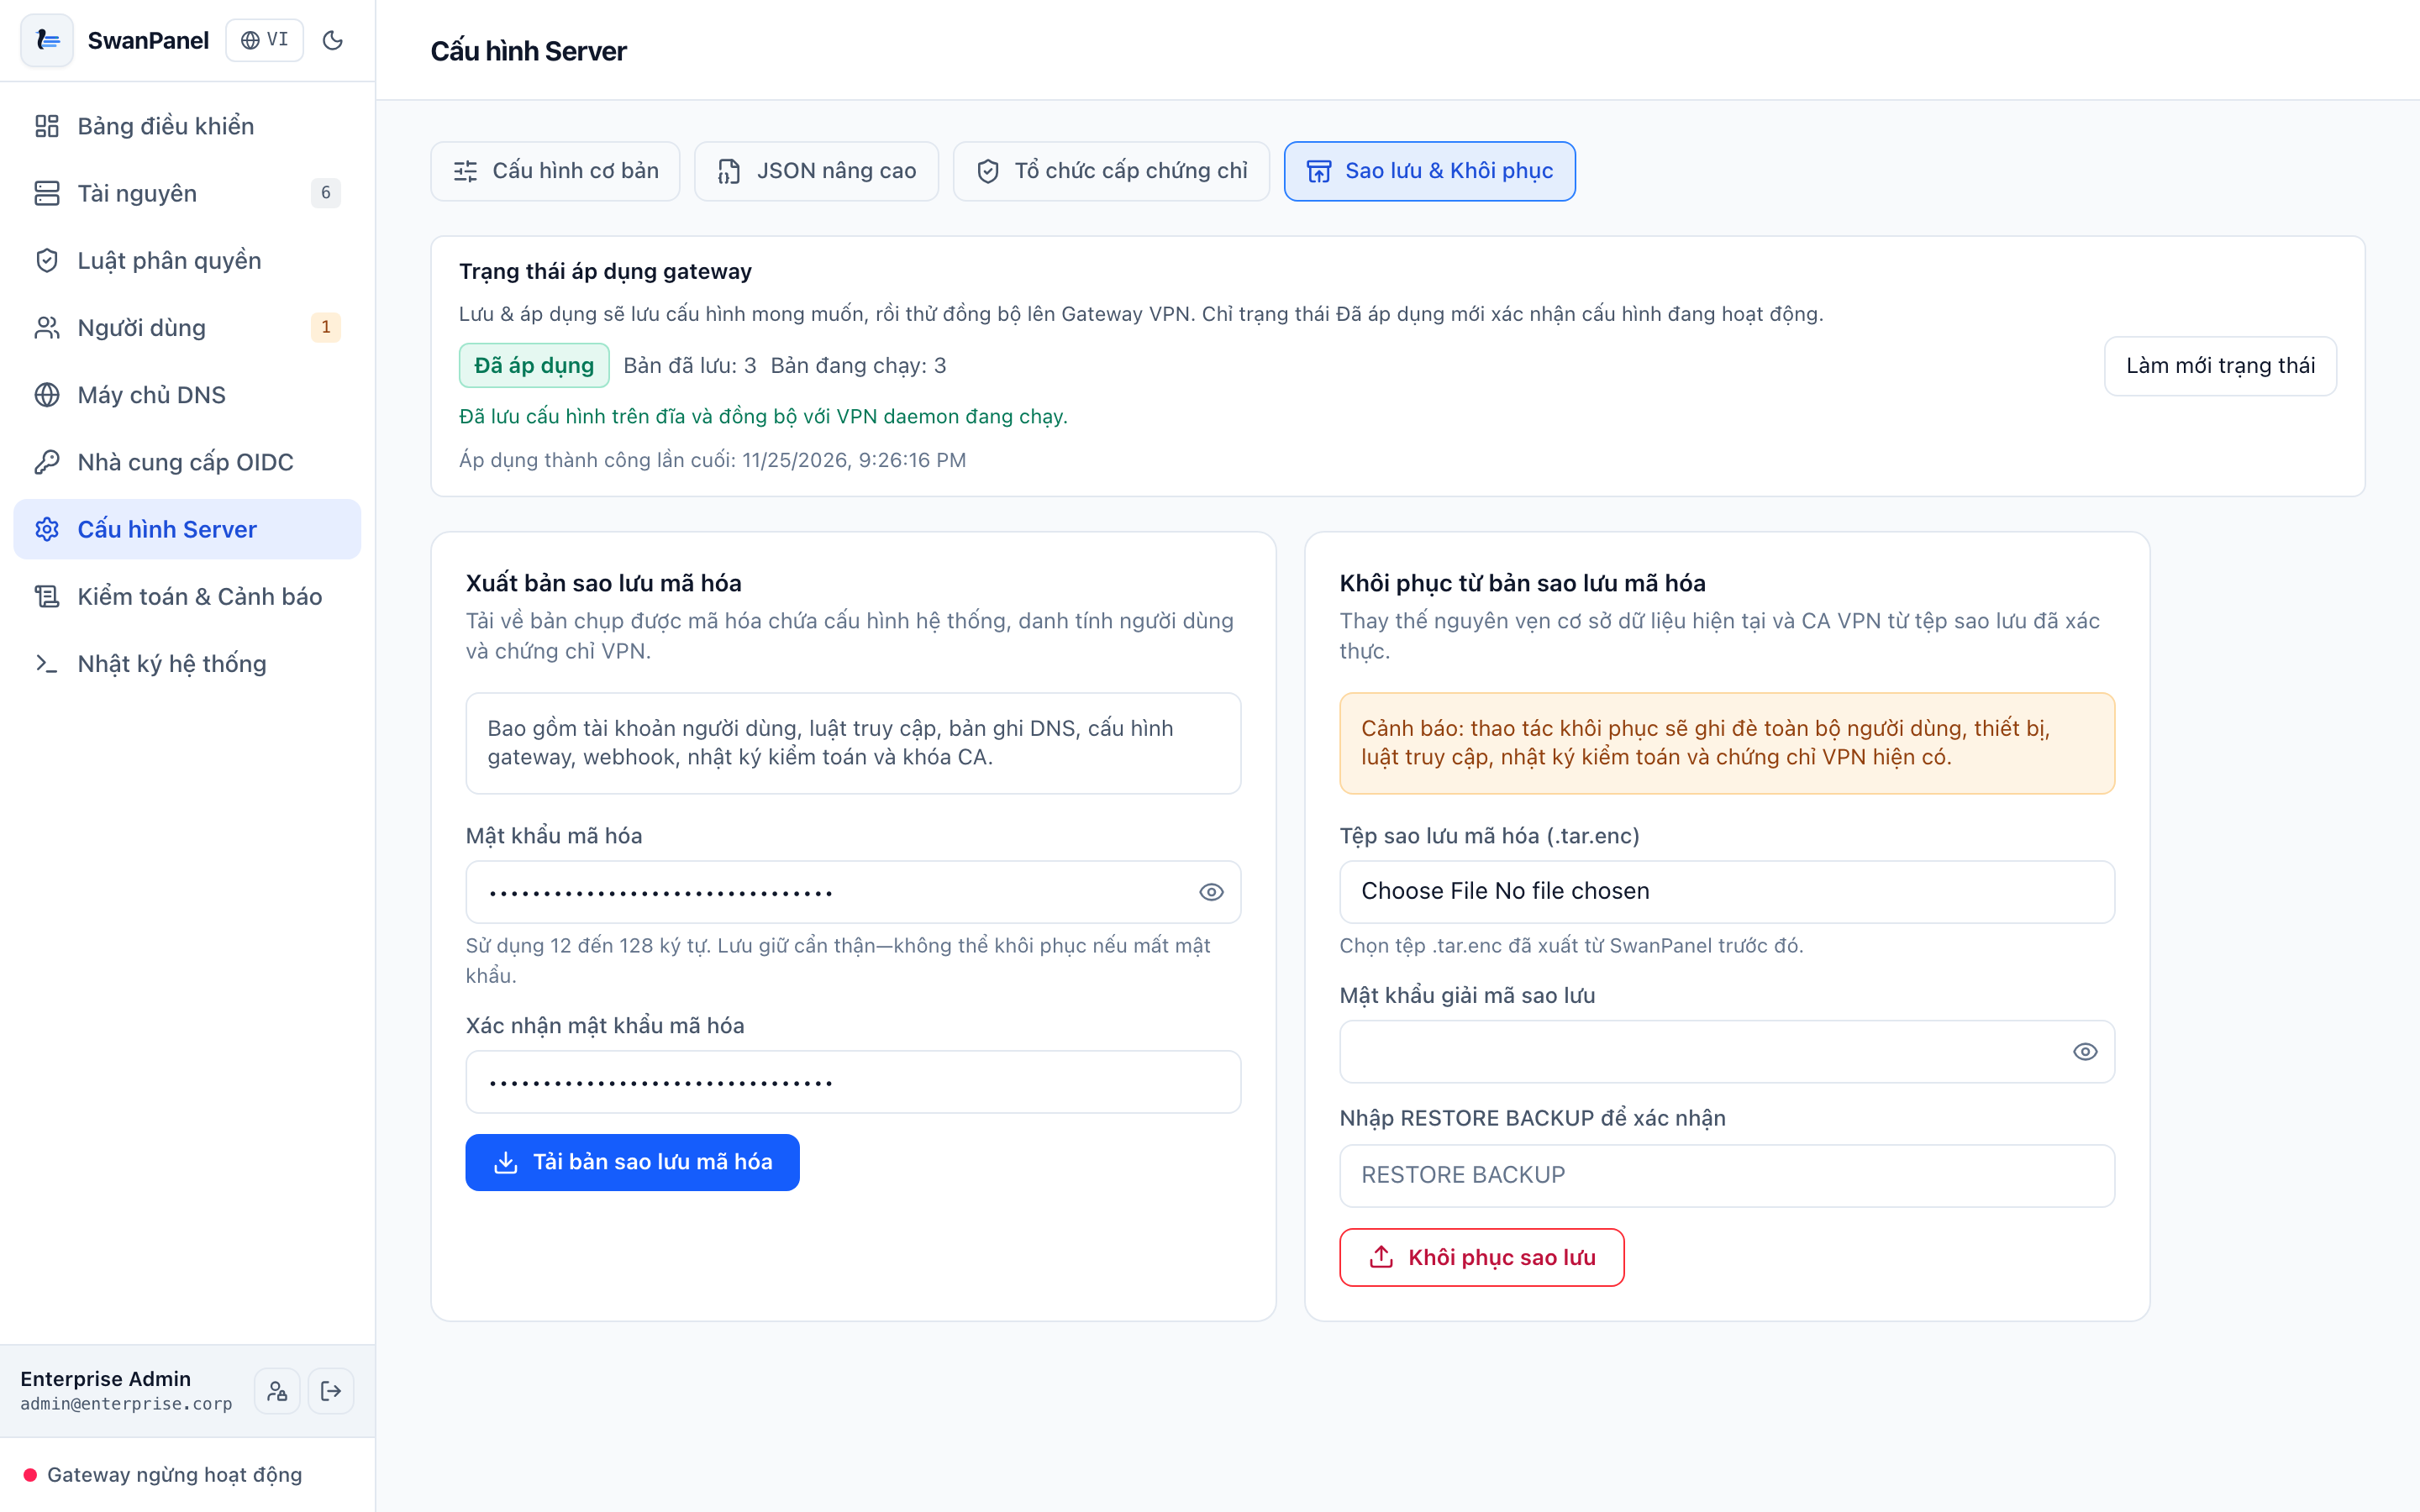 SwanPanel
VI
Bảng điều khiển
Tài nguyên
6
Luật phân quyền
Người dùng
1
Máy chủ DNS
Nhà cung cấp OIDC
Cấu hình Server
Kiểm toán & Cảnh báo
Nhật ký hệ thống
Enterprise Admin
admin@enterprise.corp
Gateway ngừng hoạt động
Cấu hình Server
Cấu hình cơ bản
JSON nâng cao
Tổ chức cấp chứng chỉ
Sao lưu & Khôi phục
Trạng thái áp dụng gateway
Lưu & áp dụng sẽ lưu cấu hình mong muốn, rồi thử đồng bộ lên Gateway VPN. Chỉ trạng thái Đã áp dụng mới xác nhận cấu hình đang hoạt động.
Đã áp dụng Bản đã lưu: 3 Bản đang chạy: 3
Làm mới trạng thái
Đã lưu cấu hình trên đĩa và đồng bộ với VPN daemon đang chạy.
Áp dụng thành công lần cuối: 11/25/2026, 9:26:16 PM
Xuất bản sao lưu mã hóa
Tải về bản chụp được mã hóa chứa cấu hình hệ thống, danh tính người dùng
và chứng chỉ VPN.
Bao gồm tài khoản người dùng, luật truy cập, bản ghi DNS, cấu hình
gateway, webhook, nhật ký kiểm toán và khóa CA.
Mật khẩu mã hóa
Sử dụng 12 đến 128 ký tự. Lưu giữ cẩn thận—không thể khôi phục nếu mất mật
khẩu.
Xác nhận mật khẩu mã hóa
Tải bản sao lưu mã hóa
Khôi phục từ bản sao lưu mã hóa
Thay thế nguyên vẹn cơ sở dữ liệu hiện tại và CA VPN từ tệp sao lưu đã xác
thực.
Cảnh báo: thao tác khôi phục sẽ ghi đè toàn bộ người dùng, thiết bị,
luật truy cập, nhật ký kiểm toán và chứng chỉ VPN hiện có.
Tệp sao lưu mã hóa (.tar.enc)
Choose File No file chosen
Chọn tệp .tar.enc đã xuất từ SwanPanel trước đó.
Mật khẩu giải mã sao lưu
Nhập RESTORE BACKUP để xác nhận
RESTORE BACKUP
Khôi phục sao lưu